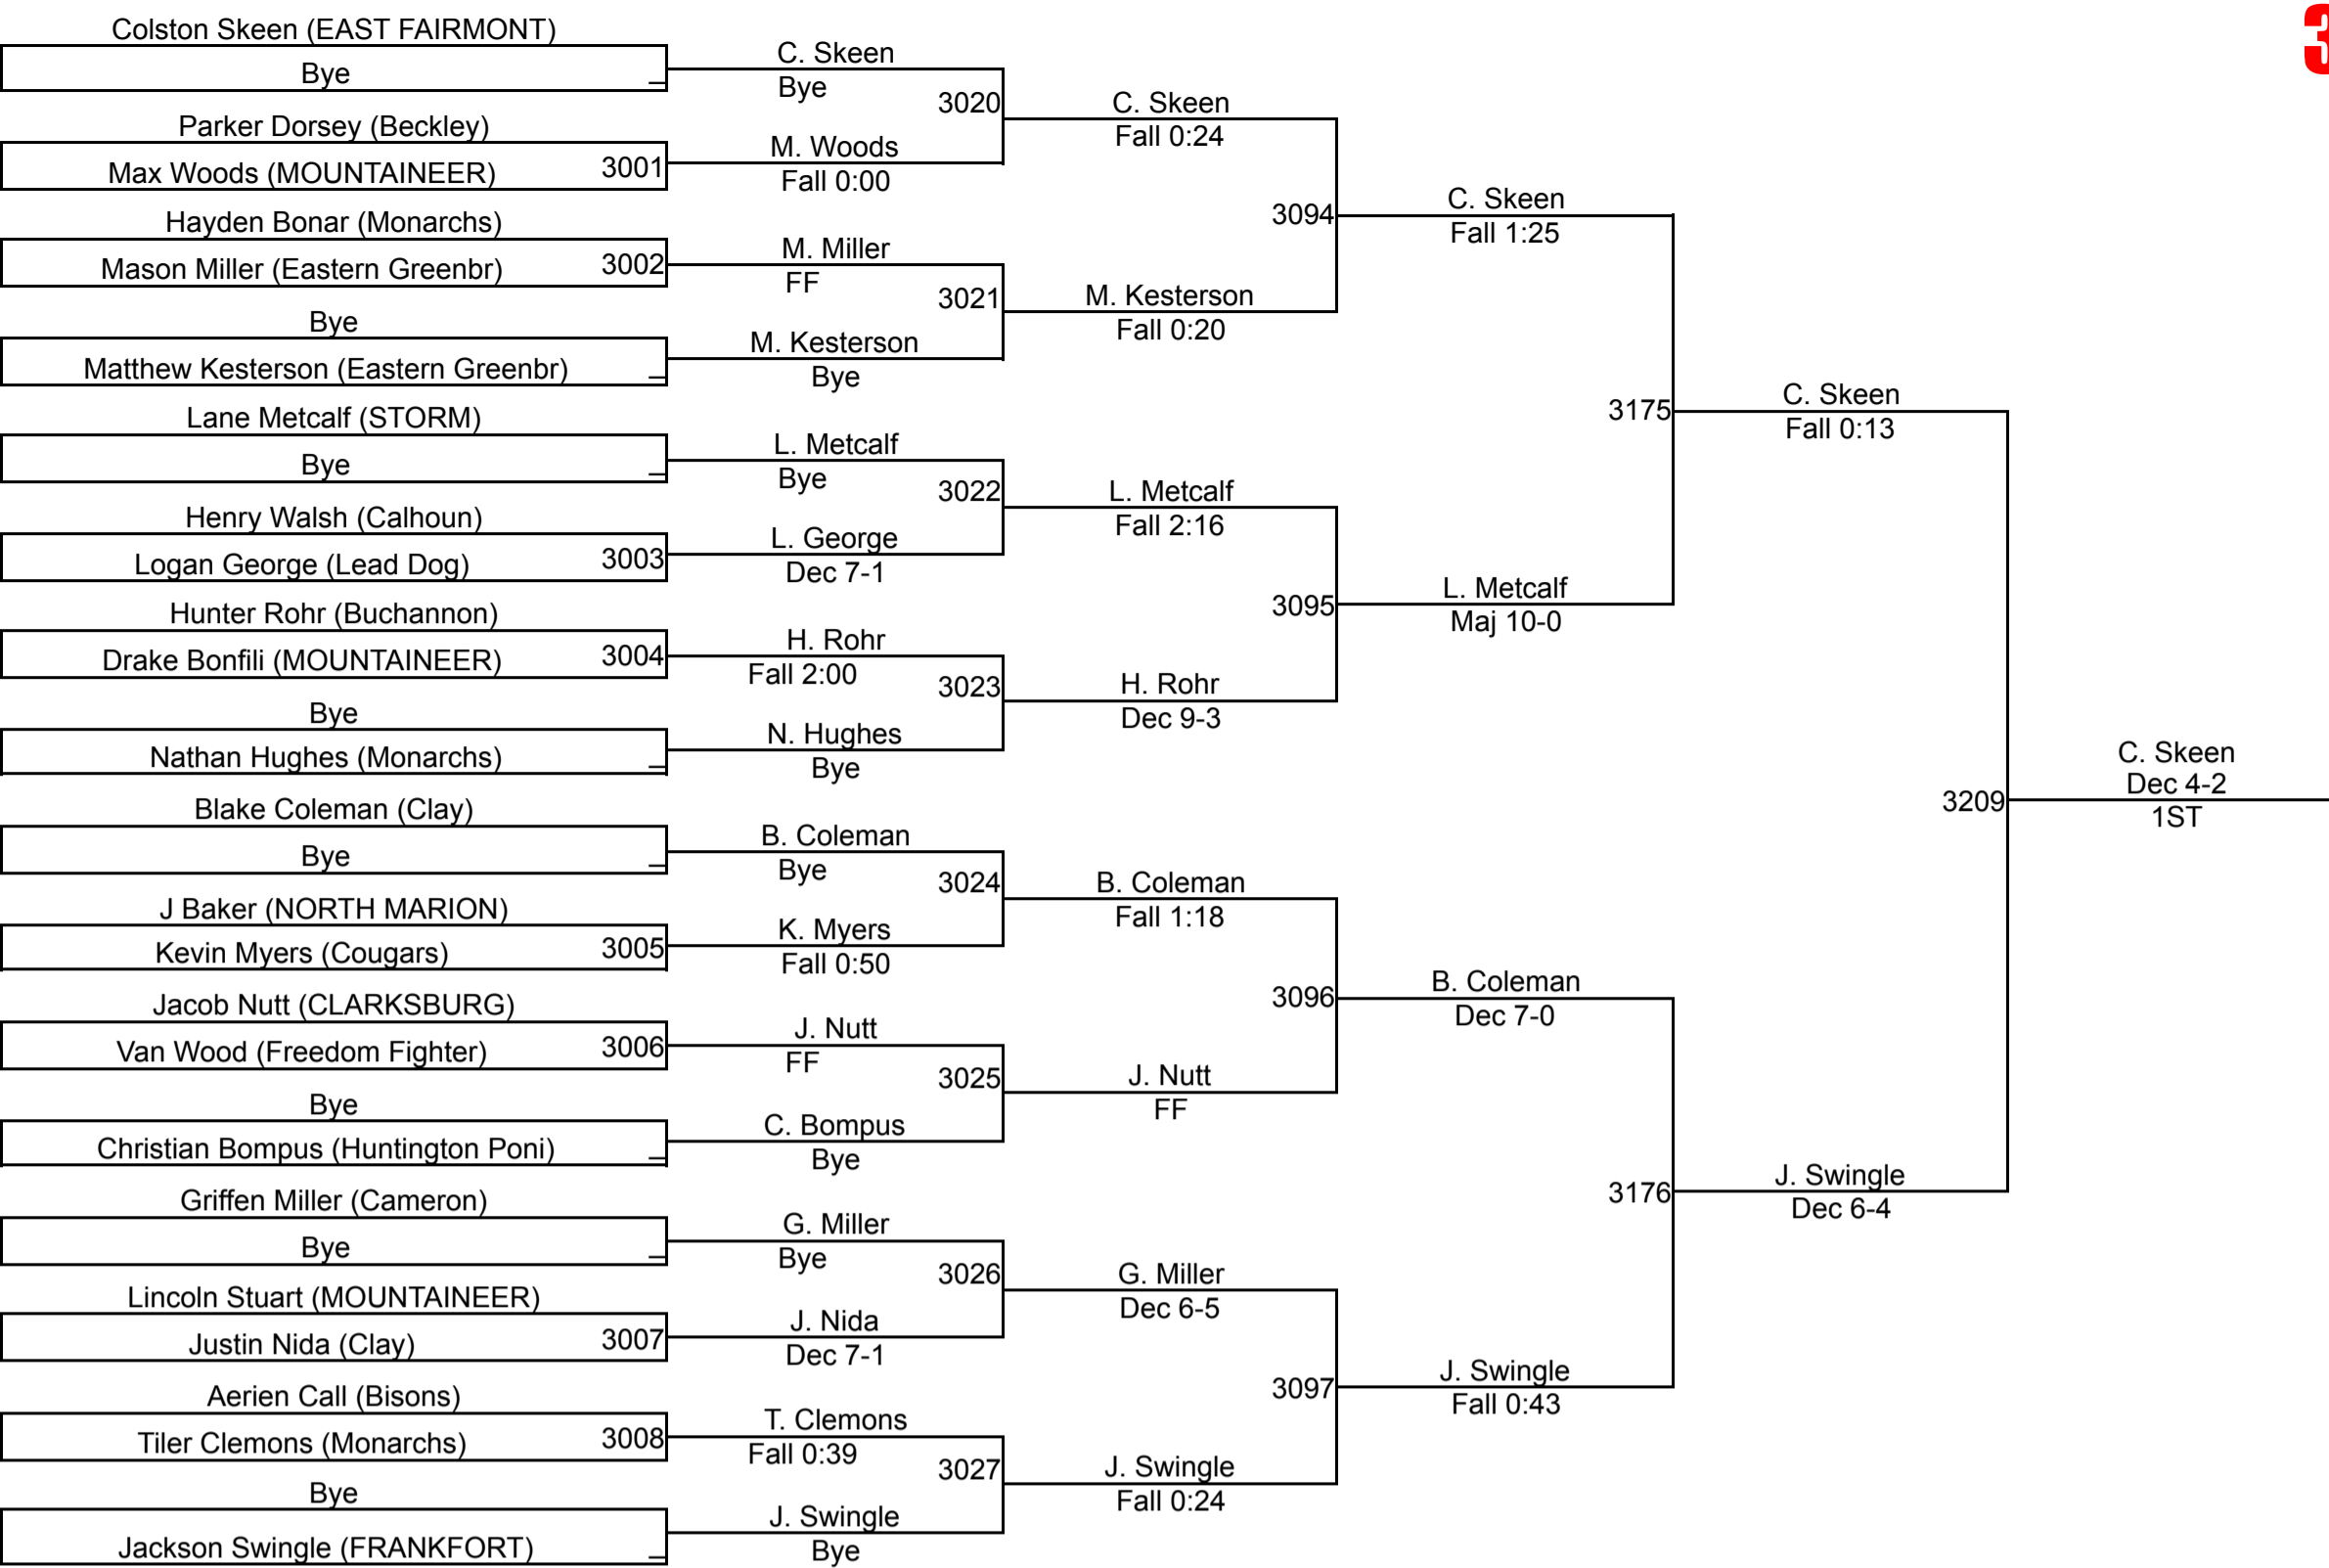 3
Colston Skeen (EAST FAIRMONT)
Bye
Parker Dorsey (Beckley)
Max Woods (MOUNTAINEER) 3001
Hayden Bonar (Monarchs)
Mason Miller (Eastern Greenbr) 3002
Bye
Matthew Kesterson (Eastern Greenbr)
Lane Metcalf (STORM)
Bye
Henry Walsh (Calhoun)
Logan George (Lead Dog) 3003
Hunter Rohr (Buchannon)
Drake Bonfili (MOUNTAINEER) 3004
Bye
Nathan Hughes (Monarchs)
Blake Coleman (Clay)
Bye
J Baker (NORTH MARION)
Kevin Myers (Cougars) 3005
Jacob Nutt (CLARKSBURG)
Van Wood (Freedom Fighter) 3006
Bye
Christian Bompus (Huntington Poni)
Griffen Miller (Cameron)
Bye
Lincoln Stuart (MOUNTAINEER)
Justin Nida (Clay) 3007
Aerien Call (Bisons)
Tiler Clemons (Monarchs) 3008
Bye
Jackson Swingle (FRANKFORT)
C. Skeen
Bye
3020
M. Woods
Fall 0:00
M. Miller
FF
3021
M. Kesterson
Bye
L. Metcalf
Bye
3022
L. George
Dec 7-1
H. Rohr
Fall 2:00
3023
N. Hughes
Bye
B. Coleman
Bye
3024
K. Myers
Fall 0:50
J. Nutt
FF
3025
C. Bompus
Bye
G. Miller
Bye
3026
J. Nida
Dec 7-1
T. Clemons
Fall 0:39
3027
J. Swingle
Bye
C. Skeen
Fall 0:24
3094
M. Kesterson
Fall 0:20
L. Metcalf
Fall 2:16
3095
H. Rohr
Dec 9-3
B. Coleman
Fall 1:18
3096
J. Nutt
FF
G. Miller
Dec 6-5
3097
J. Swingle
Fall 0:24
C. Skeen
Fall 1:25
3175
L. Metcalf
Maj 10-0
B. Coleman
Dec 7-0
3176
J. Swingle
Fall 0:43
C. Skeen
Fall 0:13
3209
J. Swingle
Dec 6-4
C. Skeen
Dec 4-2
1ST